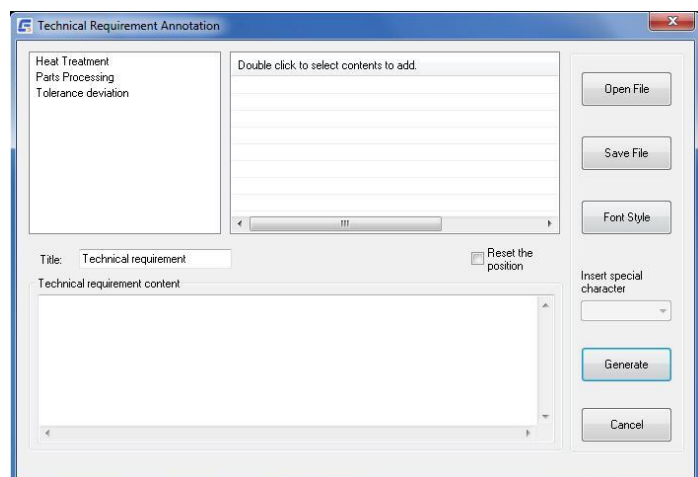 Technical Requirement Annotation
Heat Treatment
Parts Processing
Tolerance deviation
Double click to select contents to add.
Open File
Save File
Font Style
Title:
Technical requirement
Reset the
position
Insert special
character
Technical requirement content
Generate
Cancel